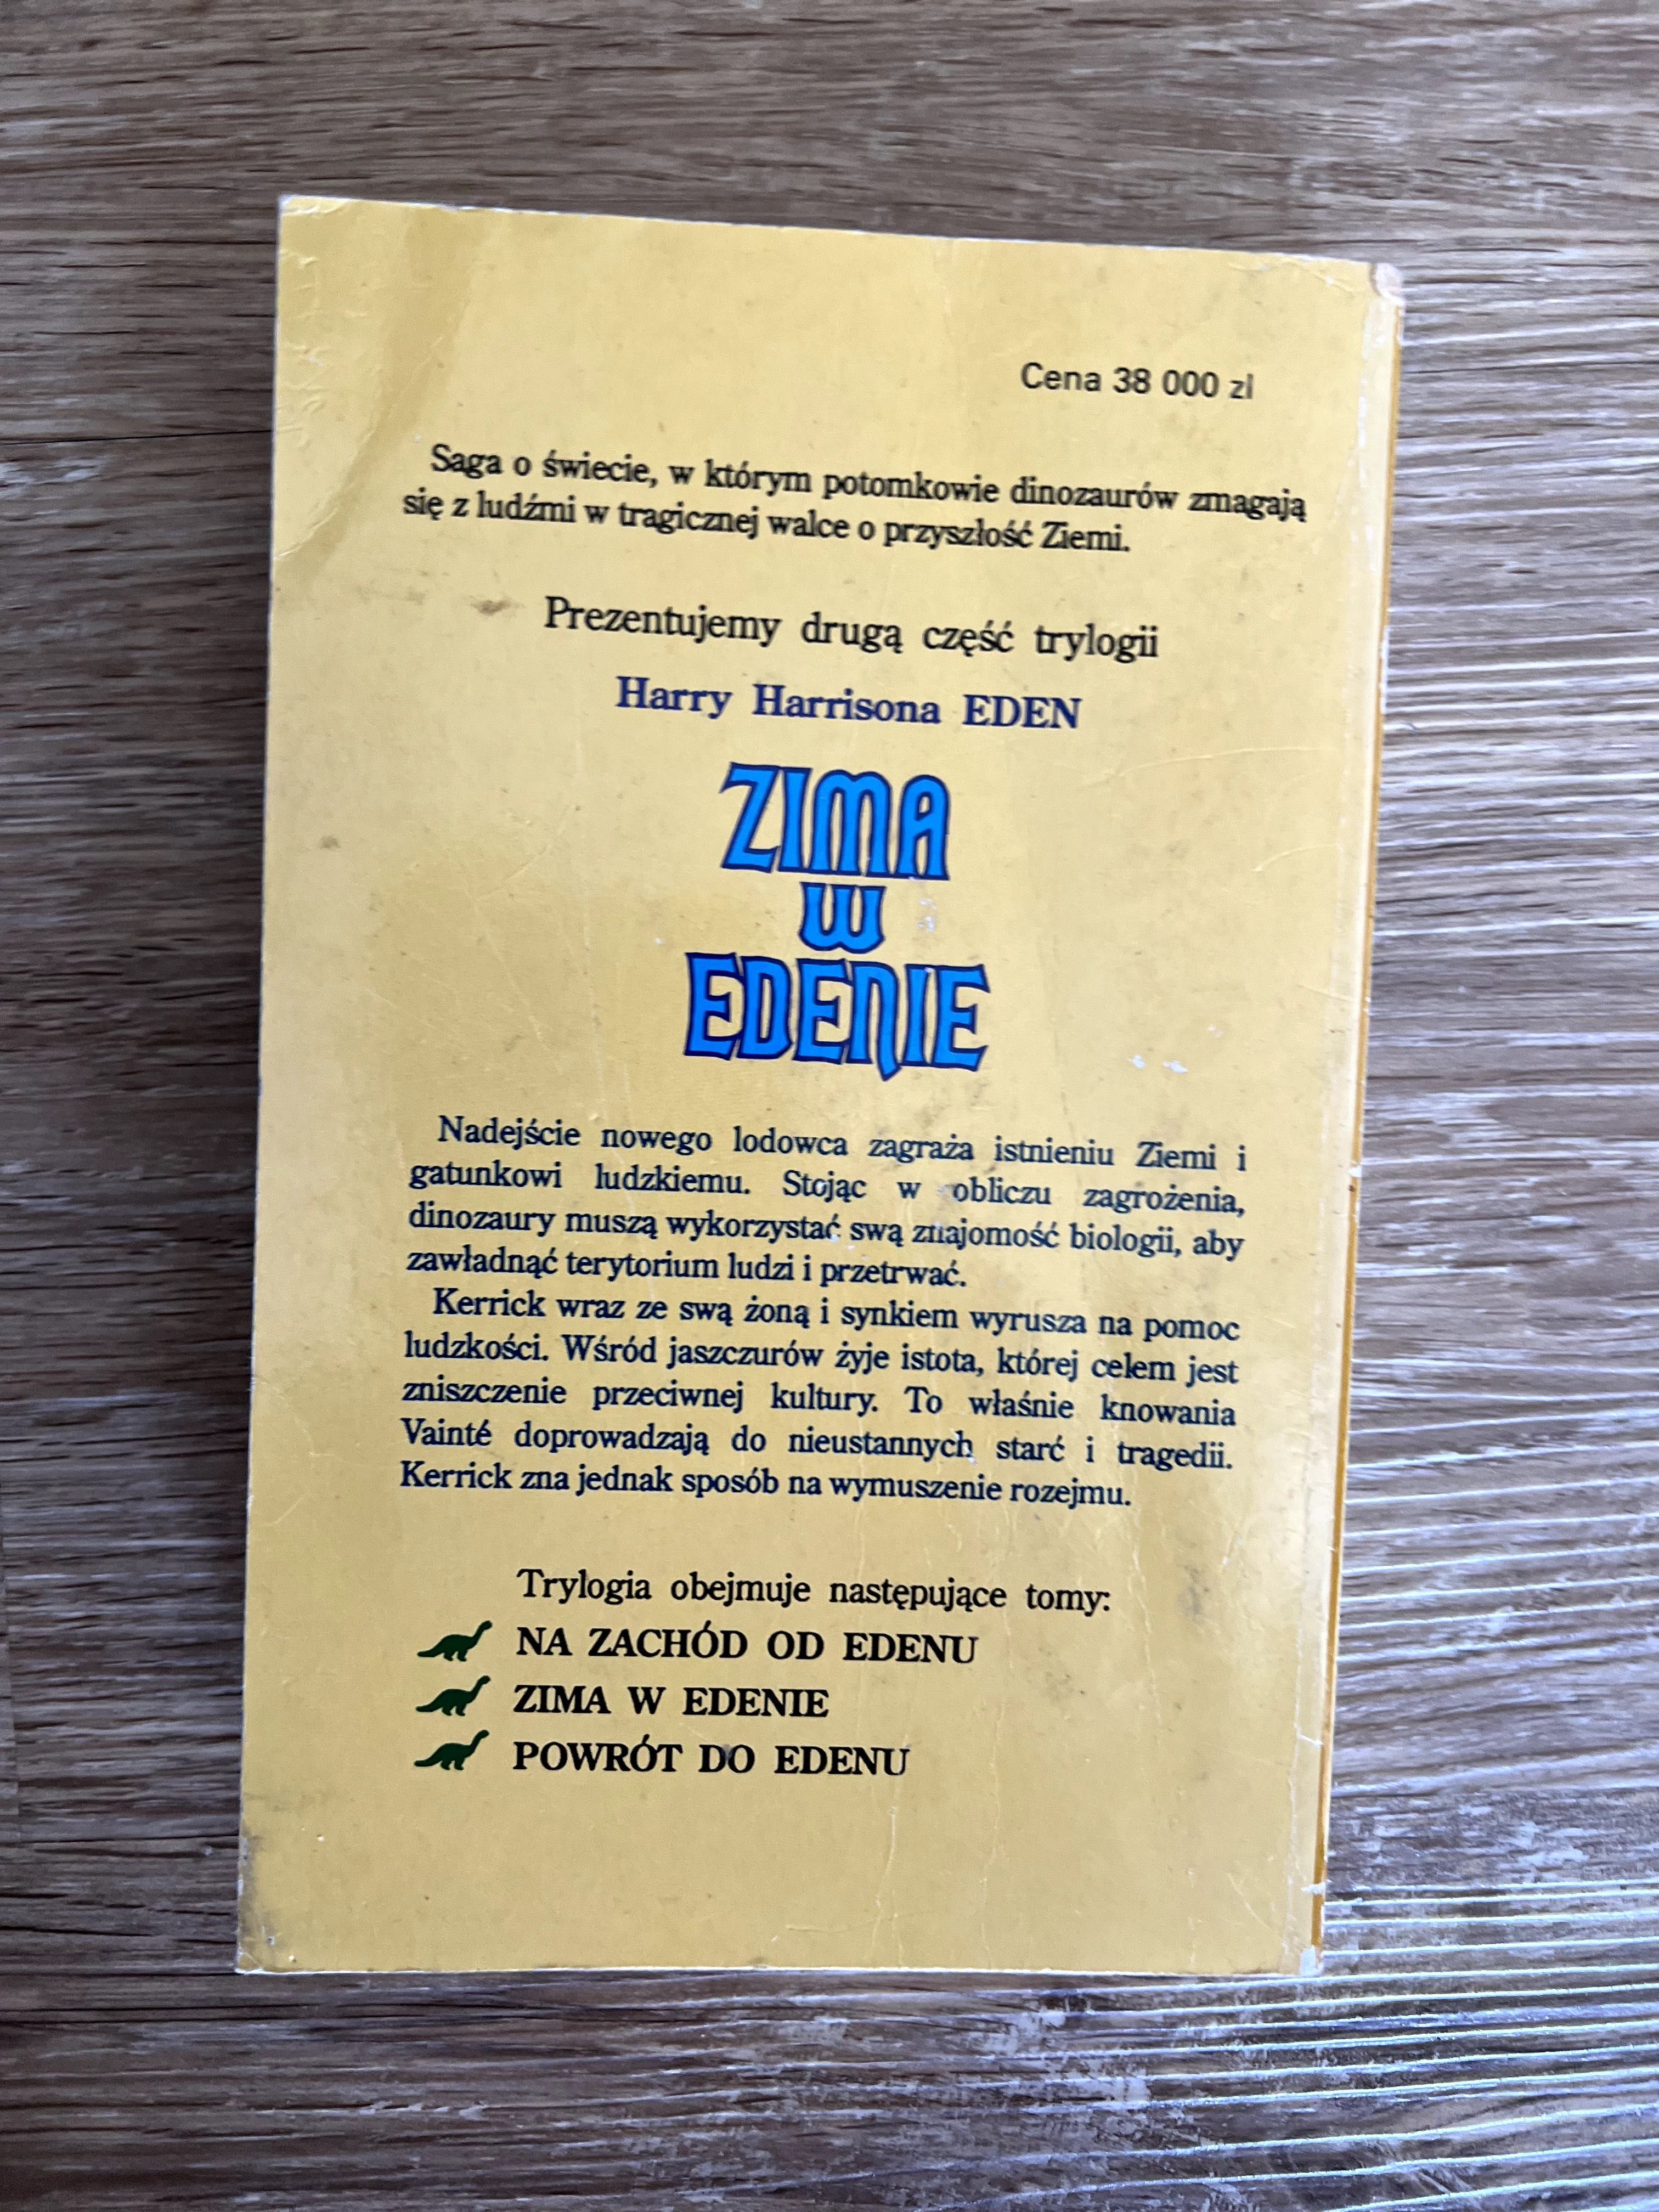 Cena 38 000 zl
Saga o świecie, w którym potomkowie dinozaurów zmagają
się z ludźmi w tragicznej walce o przyszłość Ziemi.
Prezentujemy drugą część trylogii
Harry Harrisona EDEN
ZIMA
W
EDENIE
Nadejście nowego lodowca zagraża istnieniu Ziemi i
gatunkowi ludzkiemu. Stojąc w obliczu zagrożenia,
dinozaury muszą wykorzystać swą znajomość biologii, aby
zawładnąć terytorium ludzi i przetrwać.
Kerrick wraz ze swą żoną i synkiem wyrusza na pomoc
ludzkości. Wśród jaszczurów żyje istota, której celem jest
zniszczenie przeciwnej kultury. To właśnie knowania
Vainté doprowadzają do nieustannych starć i tragedii.
Kerrick zna jednak sposób na wymuszenie rozejmu.
Trylogia obejmuje następujące tomy:
NA ZACHÓD OD EDENU
ZIMA W EDENIE
POWRÓT DO EDENU